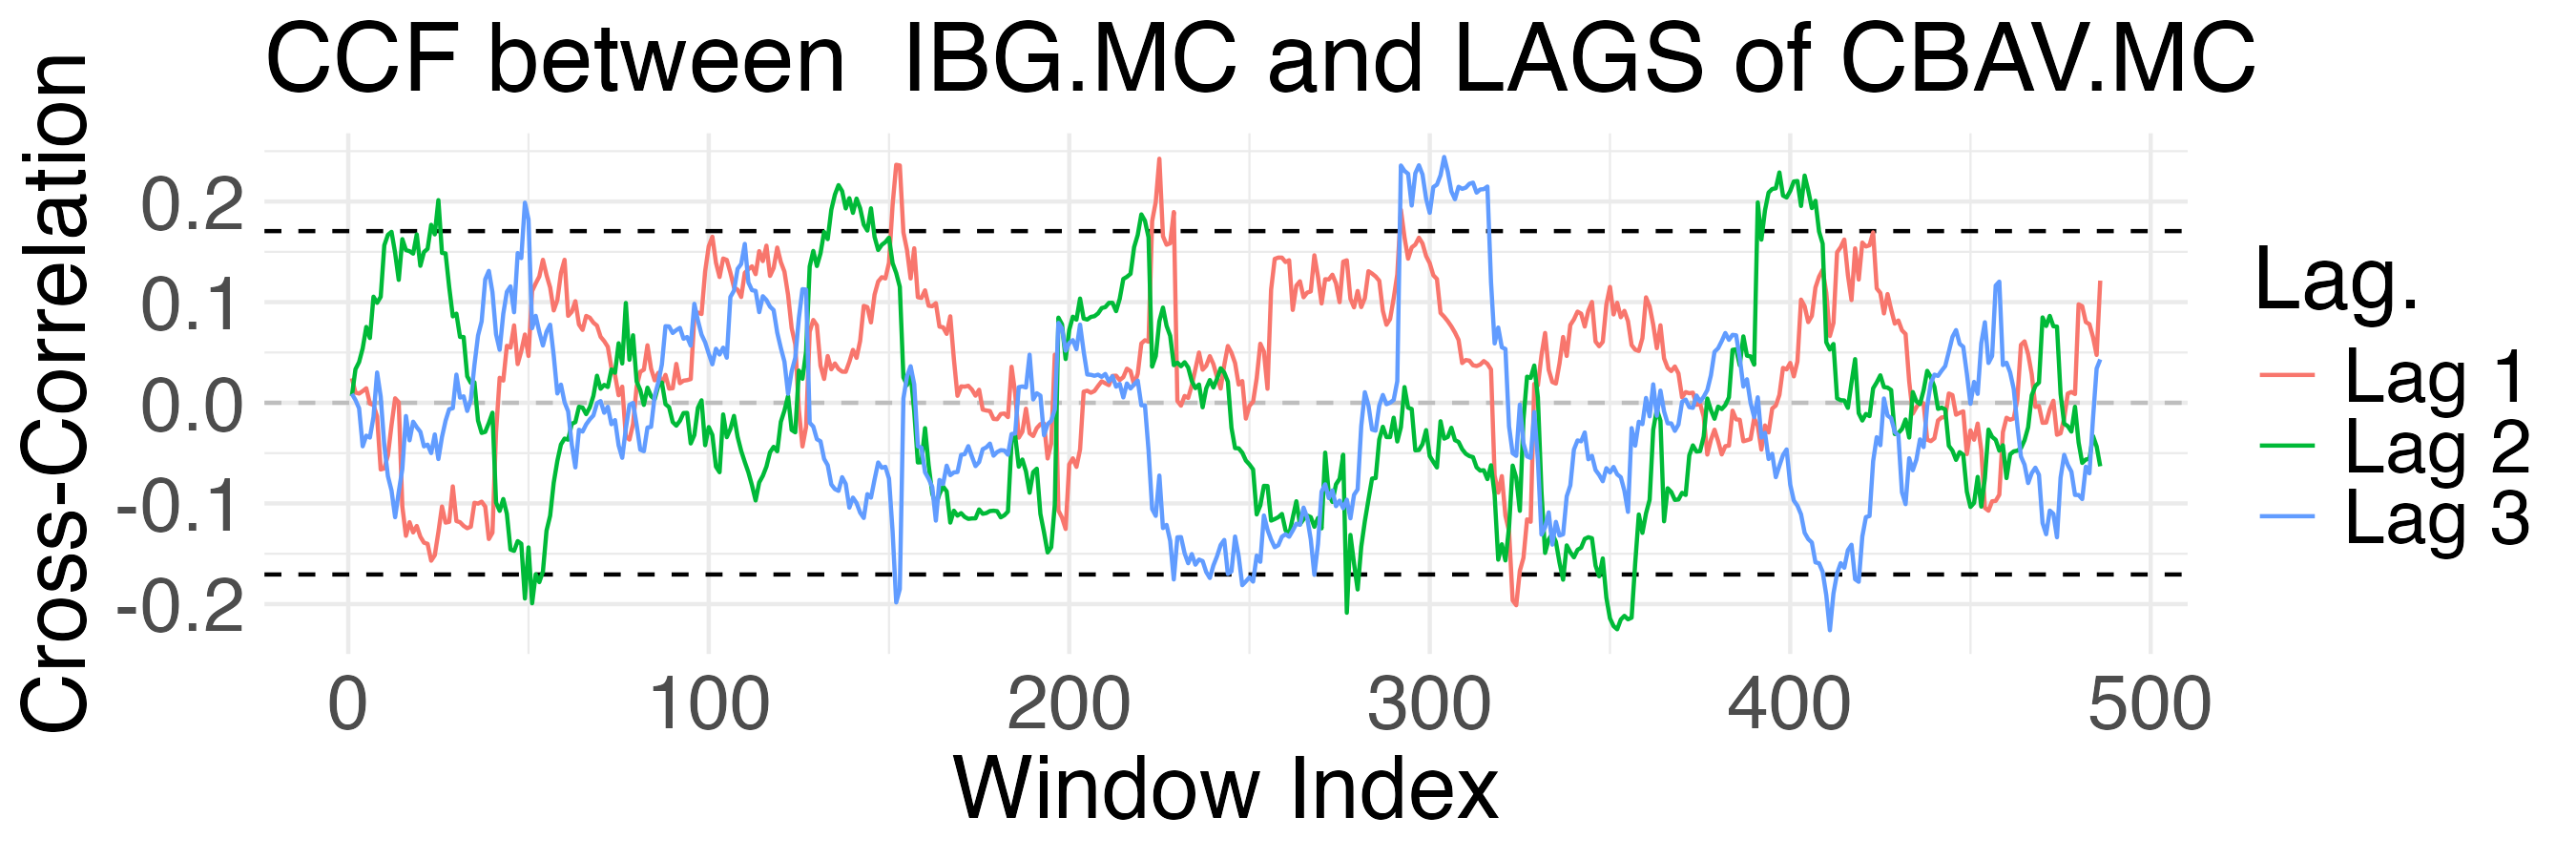 CCF between IBG.MC and LAGS of CBAV.MC
Cross-Correlation
0.2
0.1
0.0
-0.1
-0.2
0 100 200 300 400 500
Window Index
Lag.
Lag 1
Lag 2
Lag 3